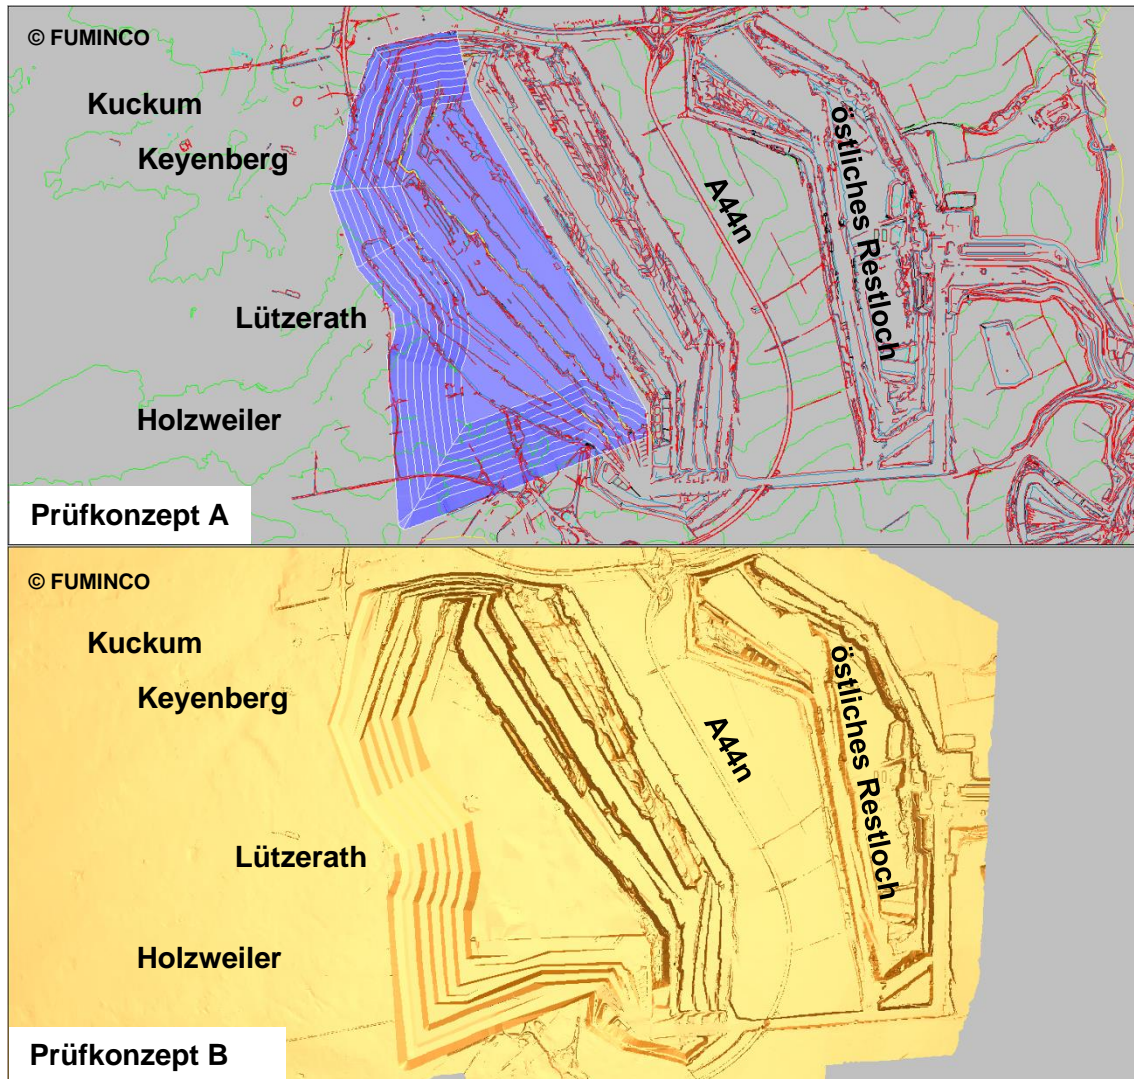 © FUMINCO
Kuckum
Keyenberg
Lützerath
Holzweiler
A44n
östliches Restloch
Prüfkonzept A
© FUMINCO
Kuckum
Keyenberg
Lützerath
Holzweiler
A44n
östliches Restloch
Prüfkonzept B